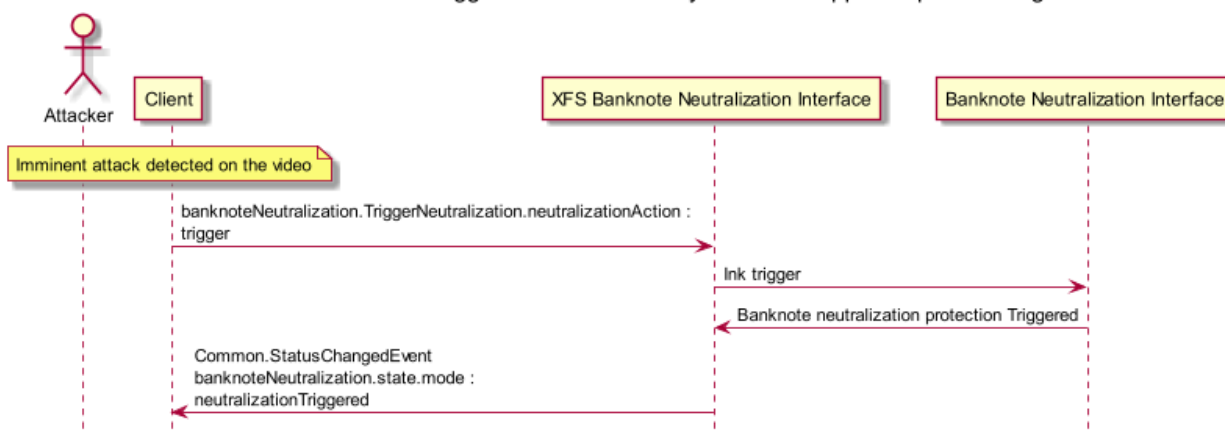 Attacker
Client
XFS Banknote Neutralization Interface
Banknote Neutralization Interface
Imminent attack detected on the video
banknoteNeutralization.TriggerNeutralization.neutralizationAction :
trigger
Ink trigger
Banknote neutralization protection Triggered
Common.StatusChangedEvent
banknoteNeutralization.state.mode :
neutralizationTriggered